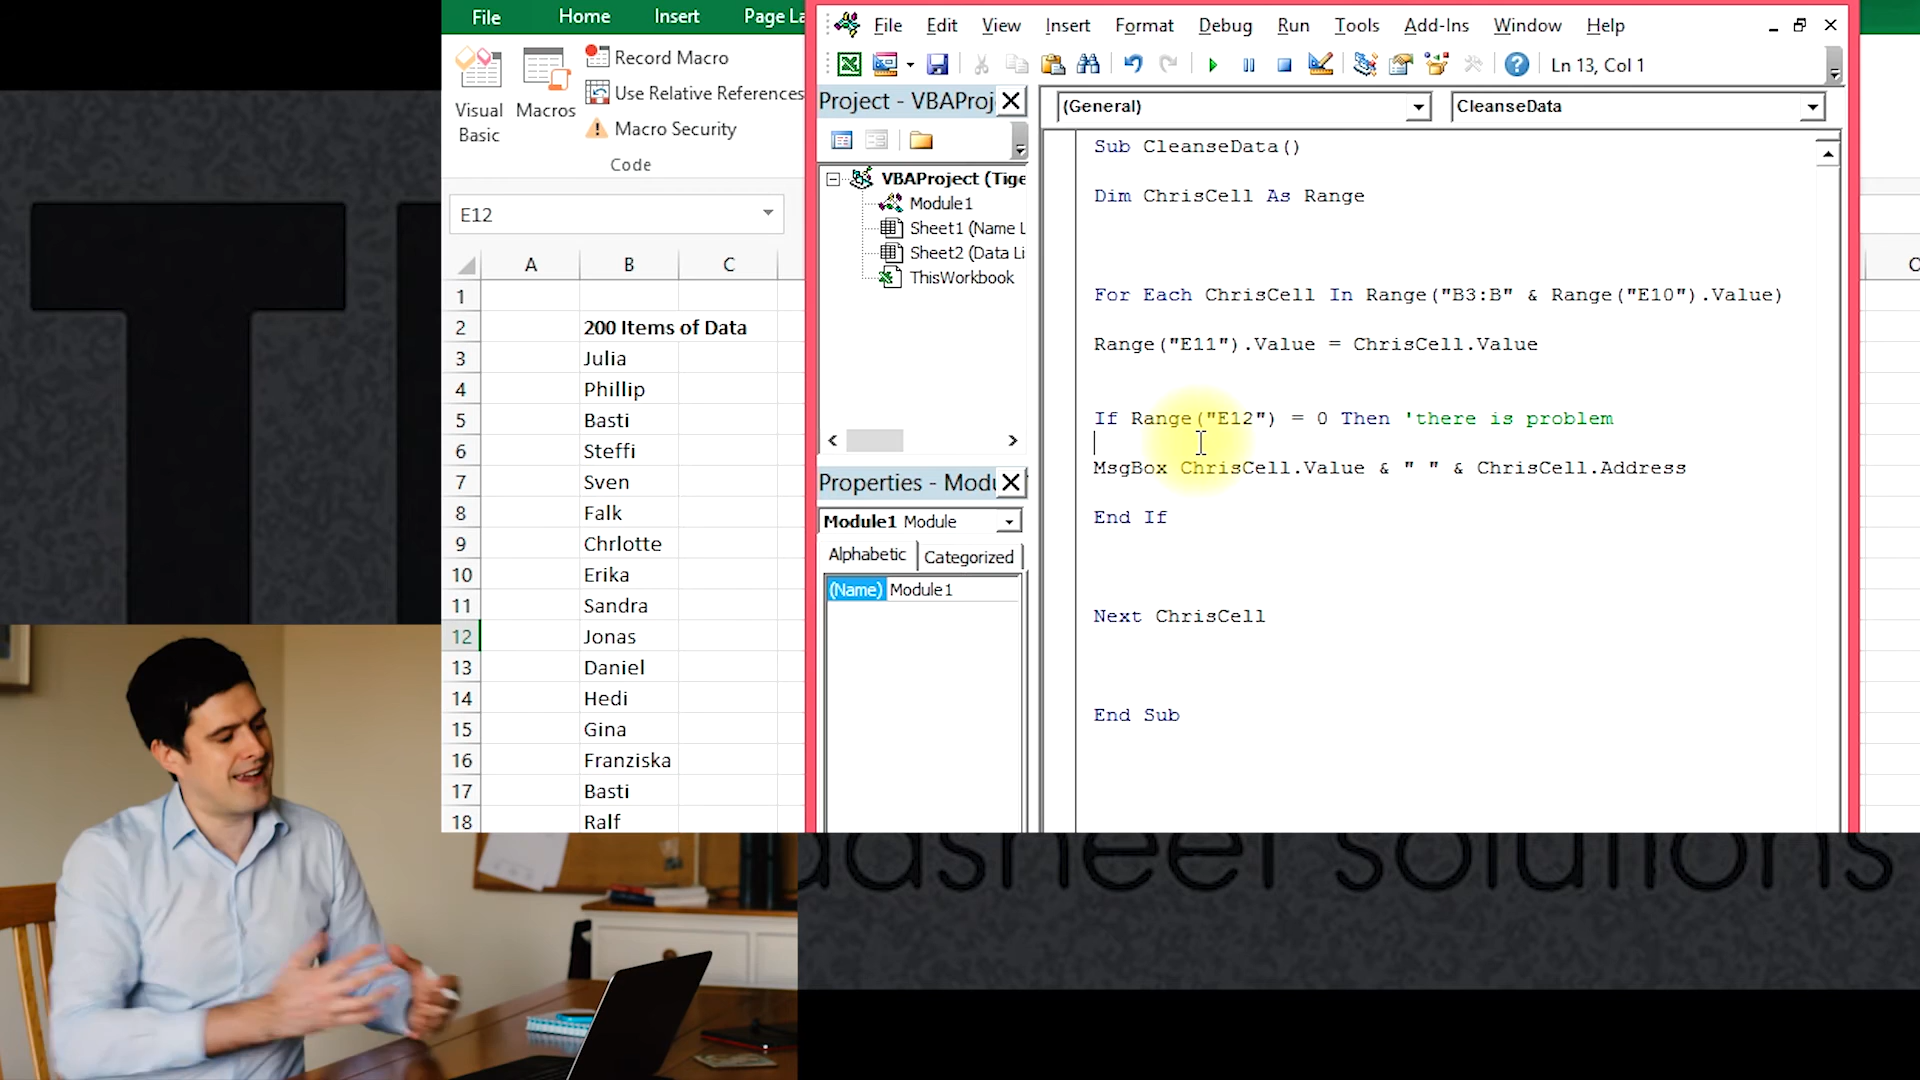 File Home Insert Page La
Visual Basic
Macros
Record Macro
Use Relative References
Macro Security
Code
E12
A B C
1
2 200 Items of Data
3 Julia
4 Phillip
5 Basti
6 Steffi
7 Sven
8 Falk
9 Chrlotte
10 Erika
11 Sandra
12 Jonas
13 Daniel
14 Hedi
15 Gina
16 Franziska
17 Basti
18 Ralf
File Edit View Insert Format Debug Run Tools Add-Ins Window Help
Ln 13, Col 1
Project - VBAProj
VBAProject (Tige
Module1
Sheet1 (Name L
Sheet2 (Data Li
ThisWorkbook
Properties - Modu
Module1 Module
Alphabetic Categorized
(Name) Module1
(General) CleanseData
Sub CleanseData()
Dim ChrisCell As Range
For Each ChrisCell In Range("B3:B" & Range("E10").Value)
Range("E11").Value = ChrisCell.Value
If Range("E12") = 0 Then 'there is problem
MsgBox ChrisCell.Value & " " & ChrisCell.Address
End If
Next ChrisCell
End Sub
adsheet solutions